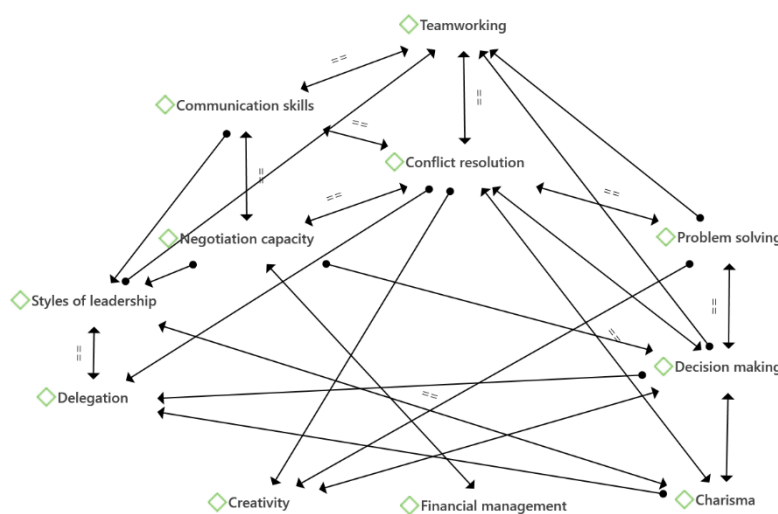 Teamworking
==
Communication skills
==
==
Conflict resolution
==
==
==
Negotiation capacity
Problem solving
Styles of leadership
==
==
==
Decision making
Delegation
==
Creativity
Financial management
Charisma